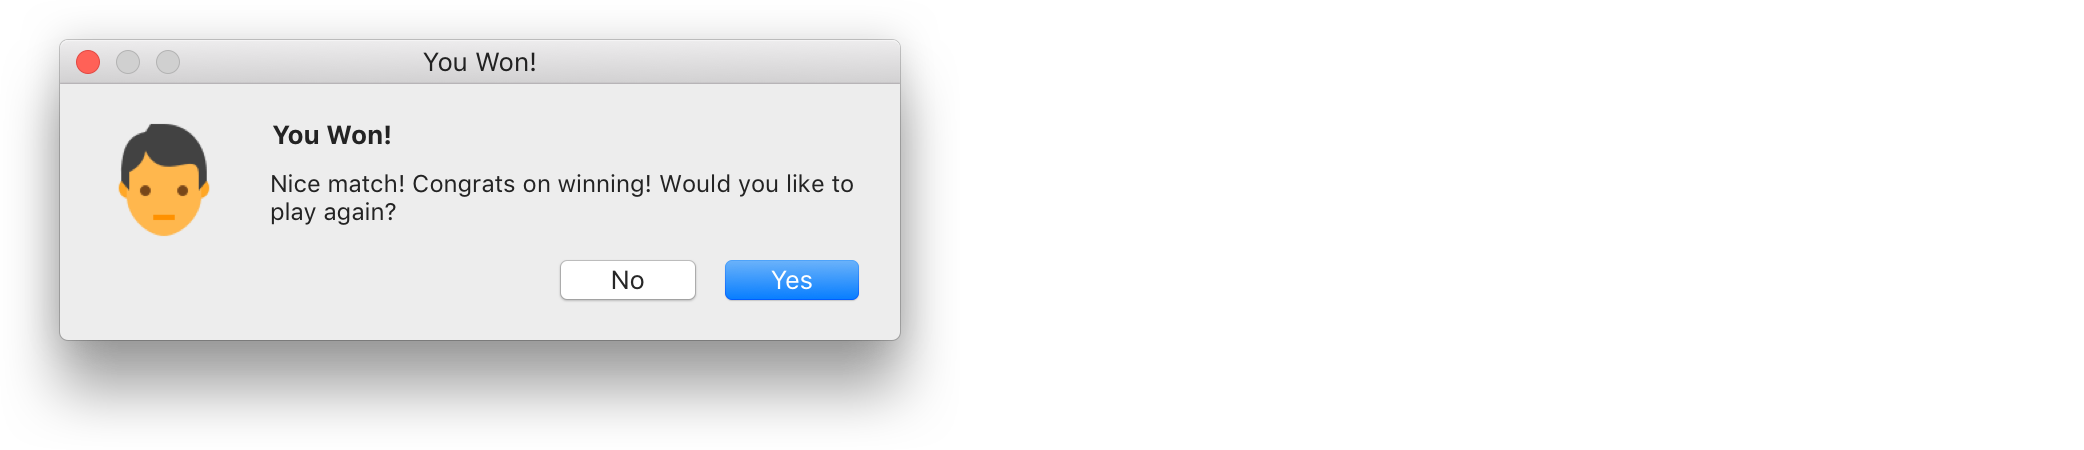 You Won!
You Won!
Nice match! Congrats on winning! Would you like to
play again?
No
Yes